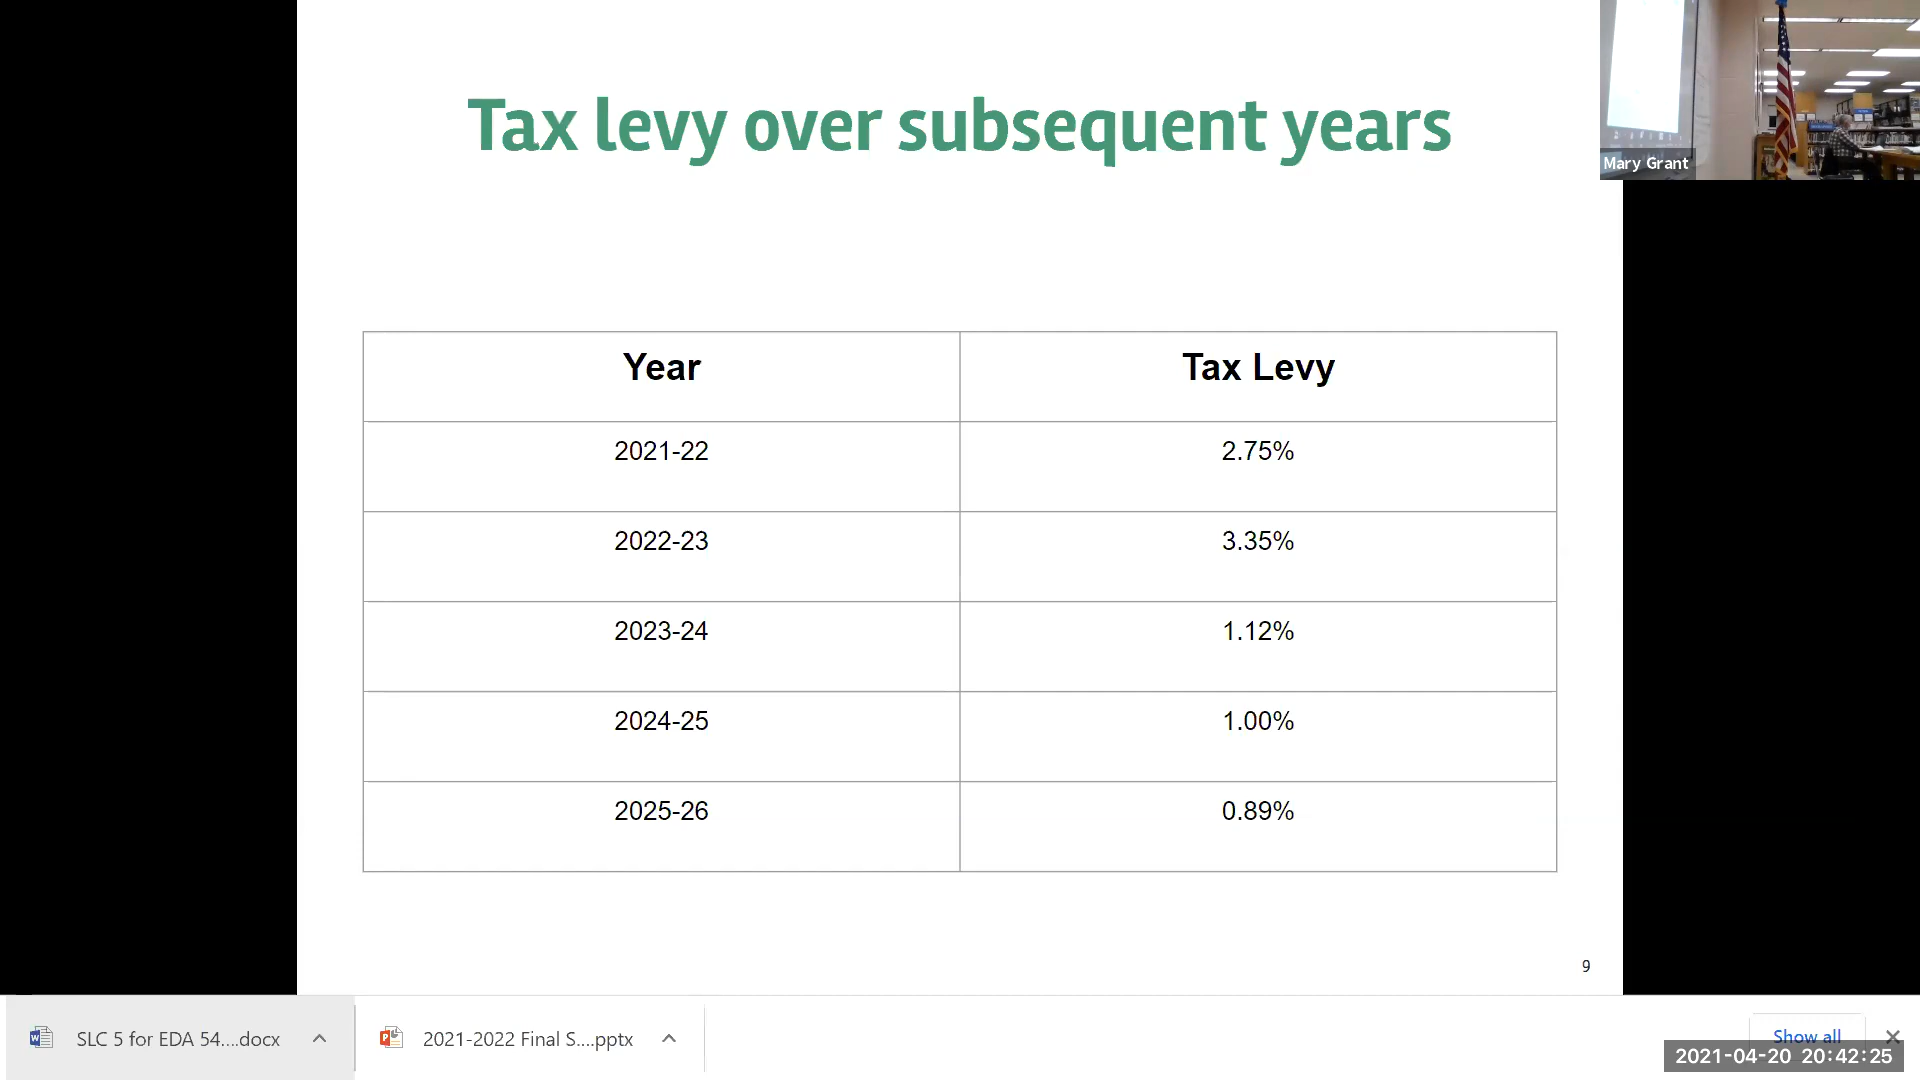 Tax levy over subsequent years
Mary Grant
Year Tax Levy
2021-22 2.75%
2022-23 3.35%
2023-24 1.12%
2024-25 1.00%
2025-26 0.89%
9
SLC 5 for EDA 54....docx
2021-2022 Final S....pptx
Show all
2021-04-20 20:42:25